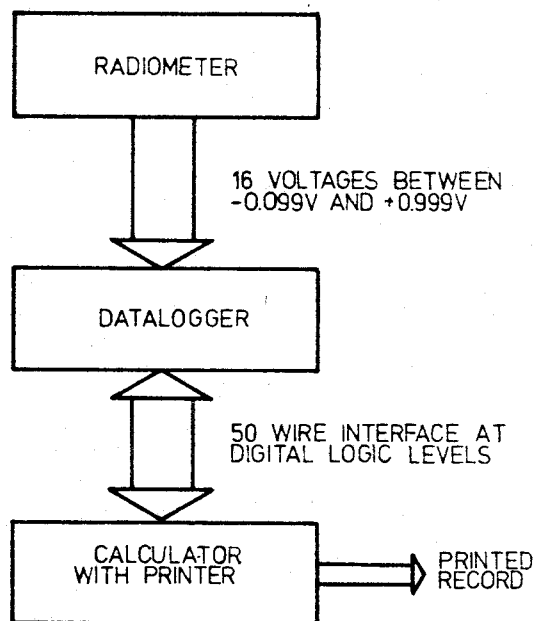 RADIOMETER
16 VOLTAGES BETWEEN
-0.099V AND +0.999V
DATALOGGER
50 WIRE INTERFACE AT
DIGITAL LOGIC LEVELS
CALCULATOR
WITH PRINTER
PRINTED
RECORD